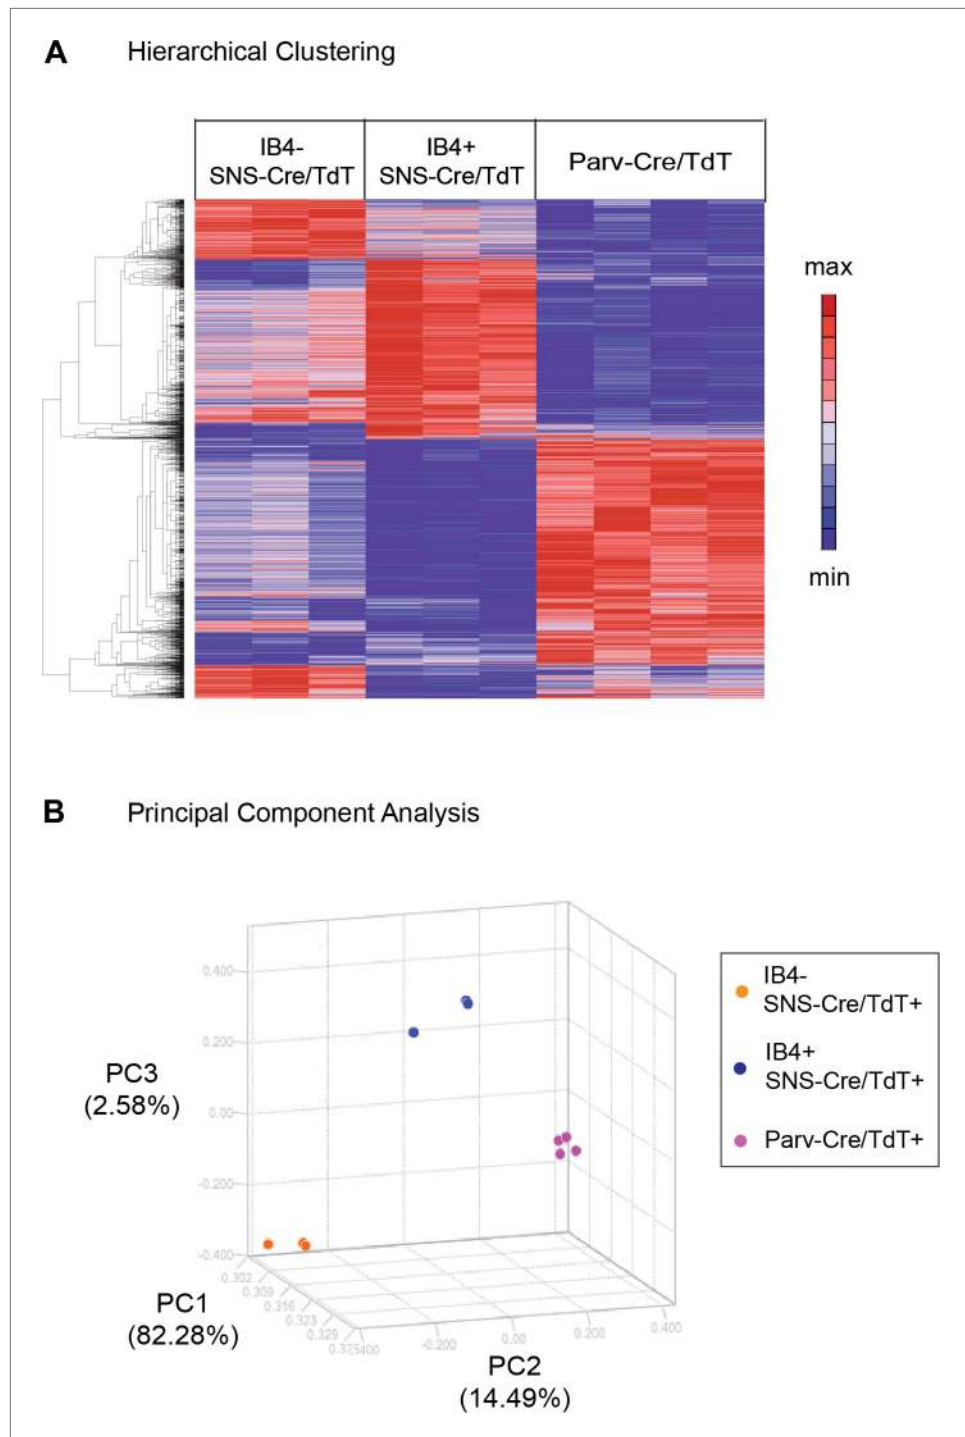 A Hierarchical Clustering
IB4-
SNS-Cre/TdT
IB4+
SNS-Cre/TdT
Parv-Cre/TdT
max
min
B Principal Component Analysis
0.400
0.200
0.00
-0.200
-0.400
PC3
(2.58%)
0.302
0.309
0.316
0.323
0.329
PC1
(82.28%)
-0.200
0.00
0.200
0.400
PC2
(14.49%)
IB4-
SNS-Cre/TdT+
IB4+
SNS-Cre/TdT+
Parv-Cre/TdT+